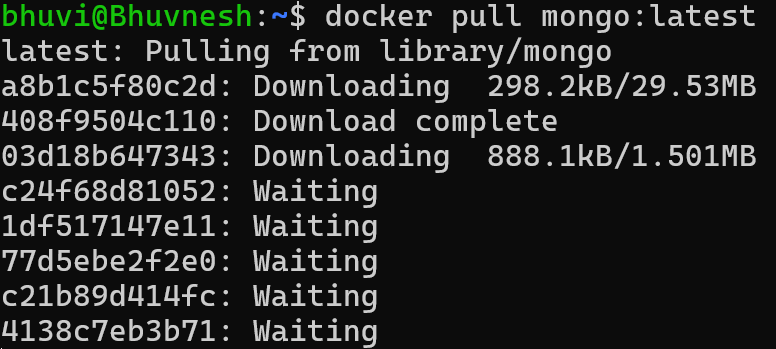 bhuvi@Bhuvnesh:~$ docker pull mongo:latest
latest: Pulling from library/mongo
a8b1c5f80c2d: Downloading  298.2kB/29.53MB
408f9504c110: Download complete
03d18b647343: Downloading  888.1kB/1.501MB
c24f68d81052: Waiting
1df517147e11: Waiting
77d5ebe2f2e0: Waiting
c21b89d414fc: Waiting
4138c7eb3b71: Waiting